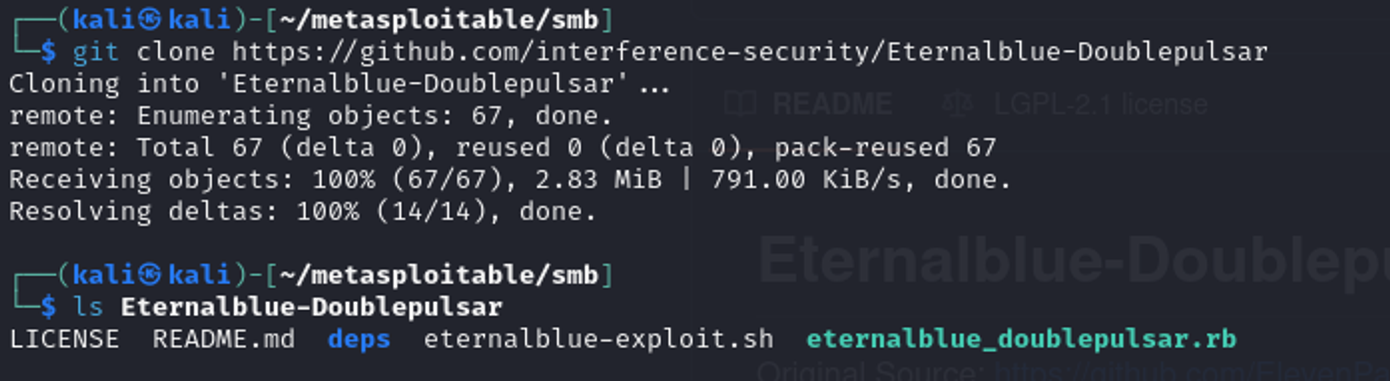 ┌──(kali㉿kali)-[~/metasploitable/smb]
└─$ git clone https://github.com/interference-security/Eternalblue-Doublepulsar
Cloning into 'Eternalblue-Doublepulsar'...
README LGPL-2.1 license
remote: Enumerating objects: 67, done.
remote: Total 67 (delta 0), reused 0 (delta 0), pack-reused 67
Receiving objects: 100% (67/67), 2.83 MiB | 791.00 KiB/s, done.
Resolving deltas: 100% (14/14), done.
Eternalblue-Doublepu
┌──(kali㉿kali)-[~/metasploitable/smb]
└─$ ls Eternalblue-Doublepulsar
LICENSE README.md deps eternalblue-exploit.sh eternalblue_doublepulsar.rb
Original Source: https://github.com/ElevenPa